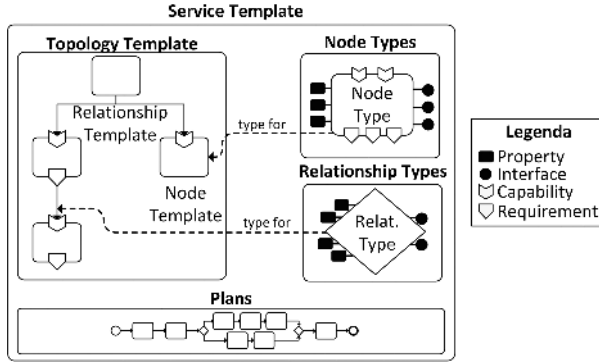 Service Template
Topology Template
Relationship
Template
Node
Template
Node Types
Node
Type
type for
Relationship Types
Relat.
Type
type for
Plans
Legenda
Property
Interface
Capability
Requirement